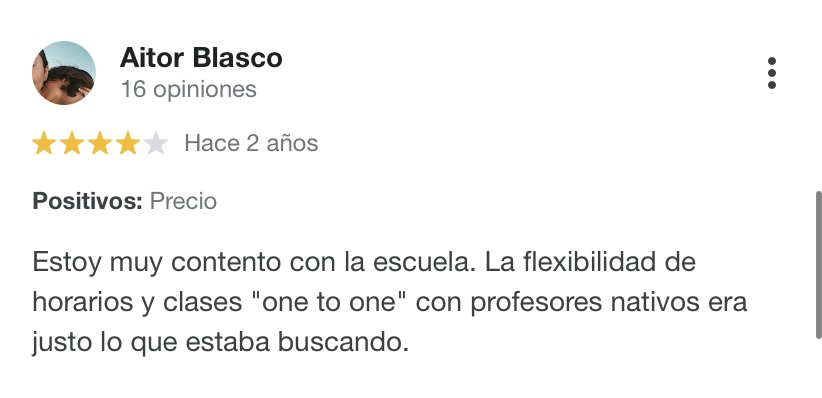 Aitor Blasco
16 opiniones
Hace 2 años
Positivos: Precio
Estoy muy contento con la escuela. La flexibilidad de
horarios y clases "one to one" con profesores nativos era
justo lo que estaba buscando.